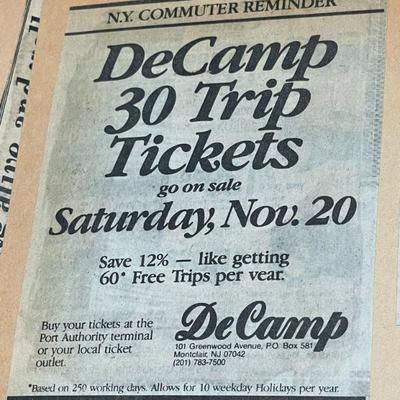 N.Y. COMMUTER REMINDER
DeCamp
30 Trip
Tickets
go on sale
Saturday, Nov. 20
Save 12% — like getting
60* Free Trips per year.
Buy your tickets at the
Port Authority terminal
or your local ticket
outlet.
DeCamp
101 Greenwood Avenue, P.O. Box 581
Montclair, NJ 07042
(201) 783-7500
*Based on 250 working days. Allows for 10 weekday Holidays per year.
alive and